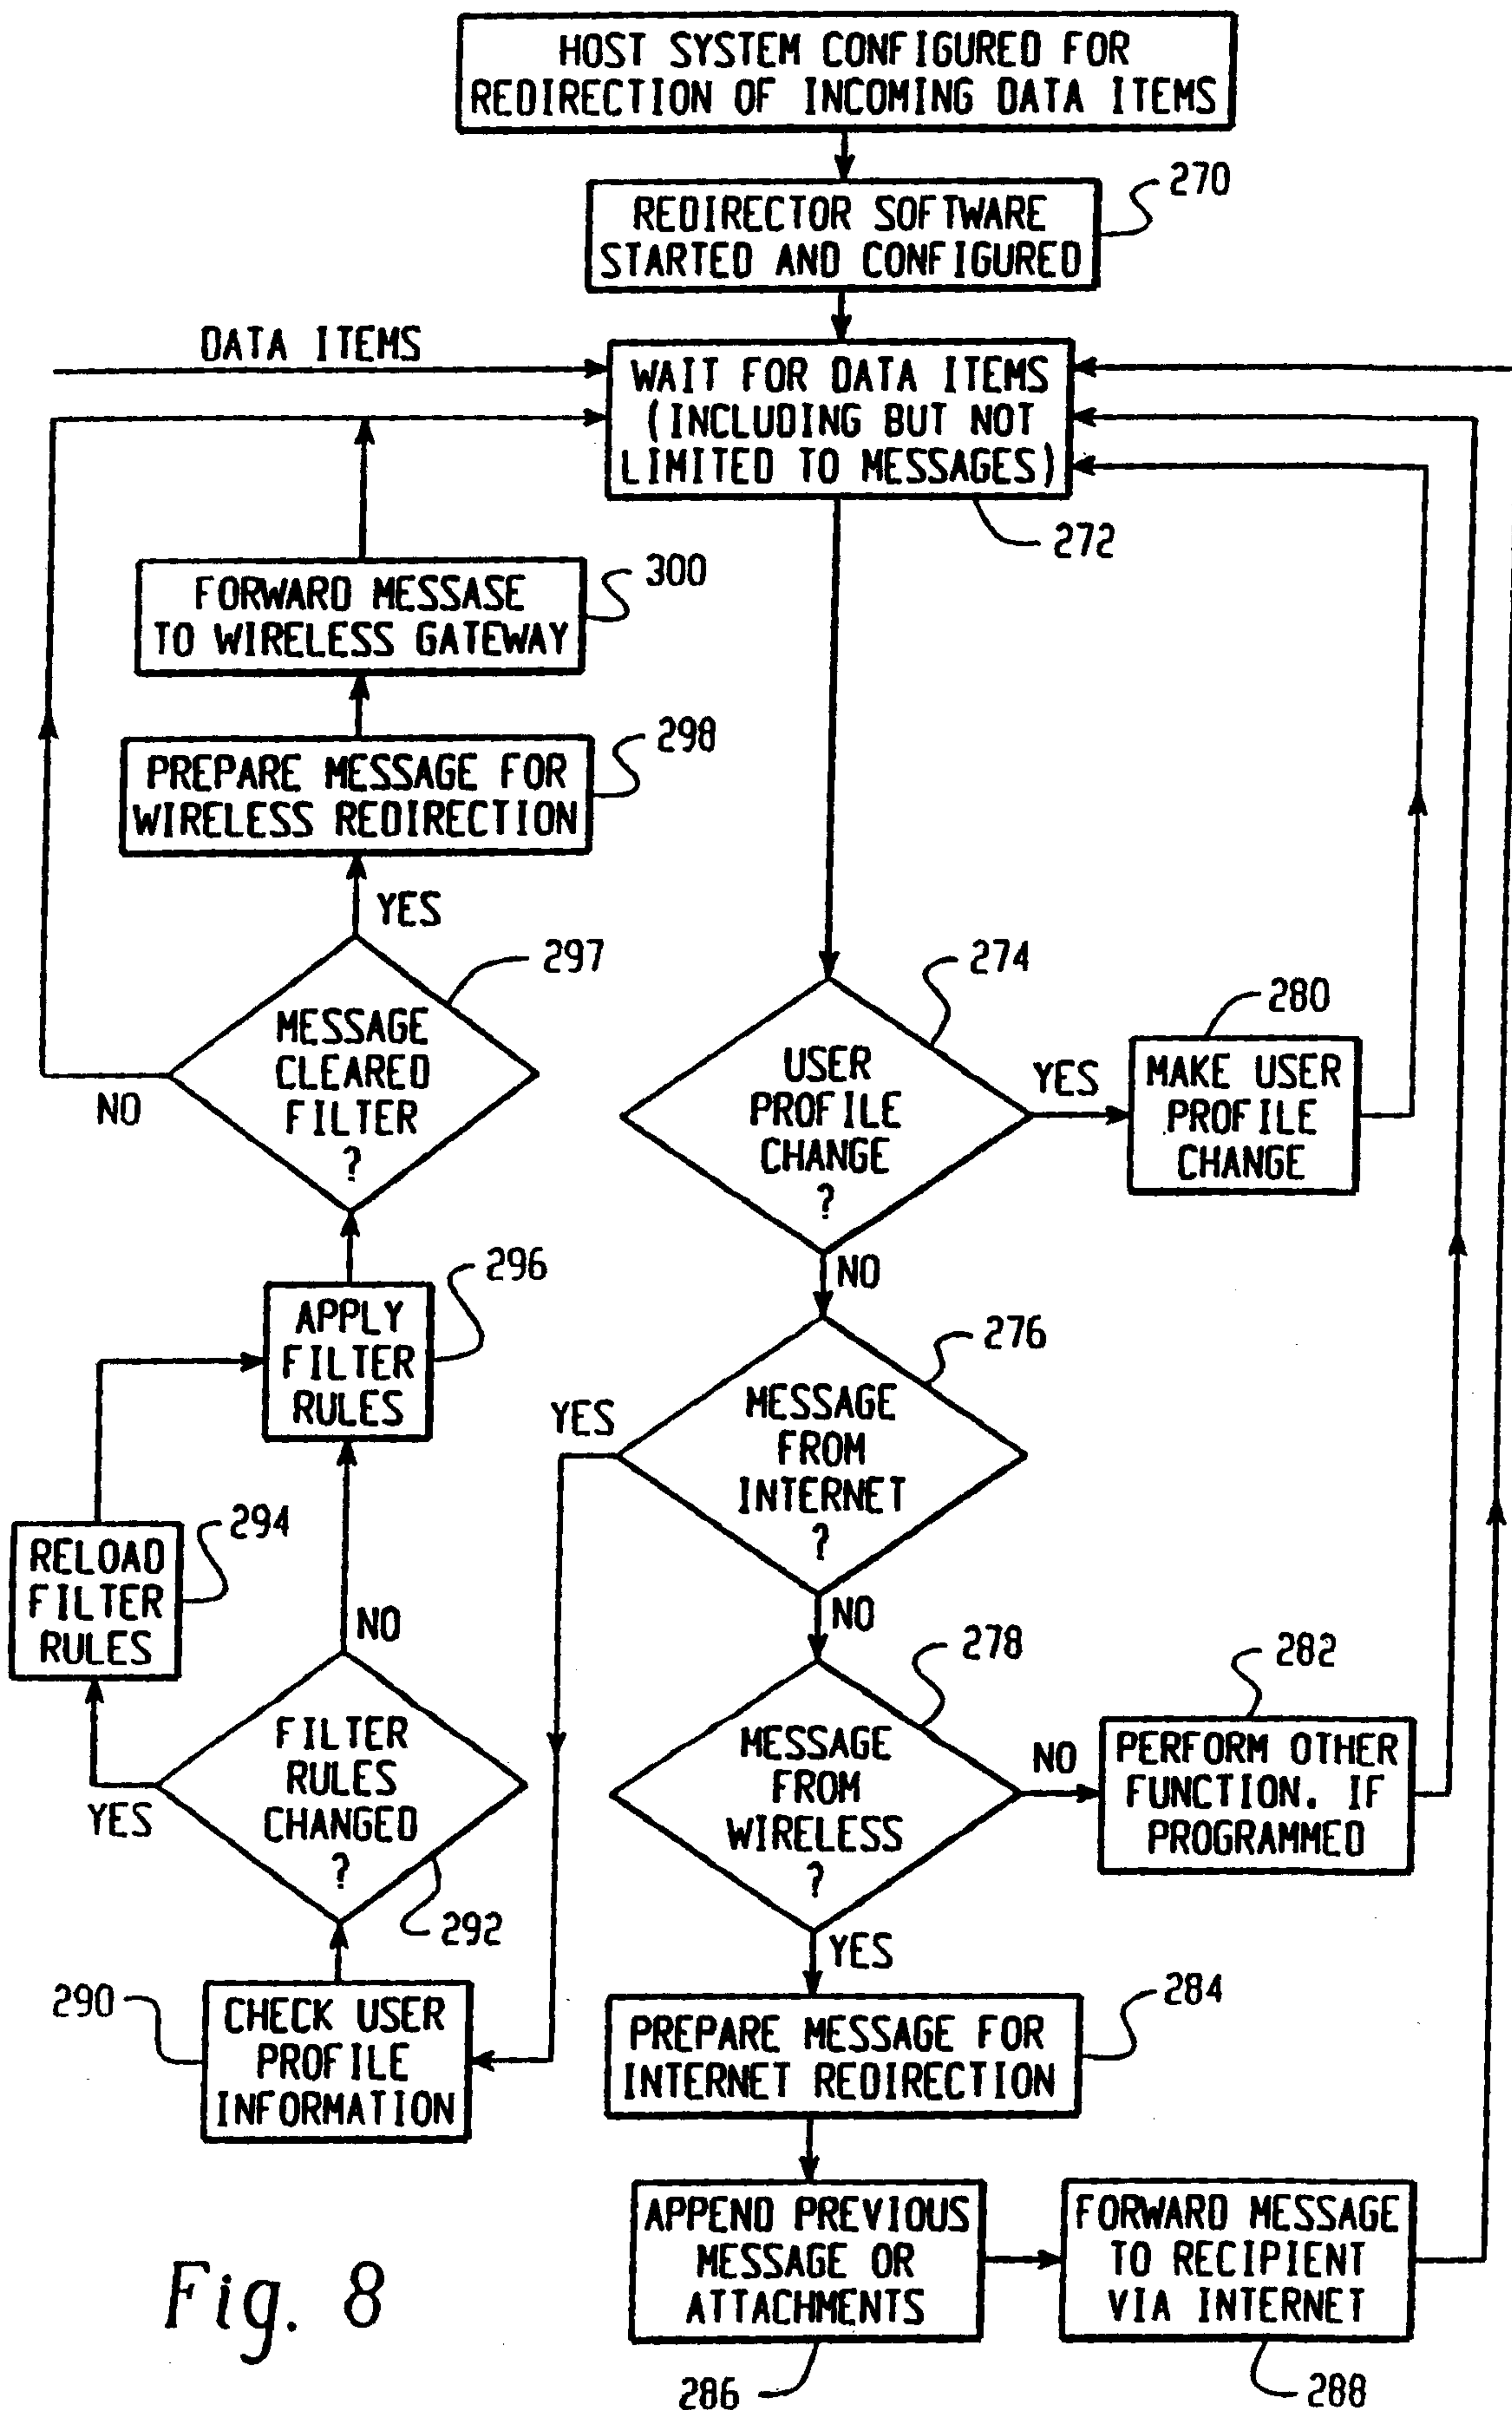 HOST SYSTEM CONFIGURED FOR
REDIRECTION OF INCOMING DATA ITEMS
270
REDIRECTOR SOFTWARE
STARTED AND CONFIGURED
DATA ITEMS
WAIT FOR DATA ITEMS
(INCLUDING BUT NOT
LIMITED TO MESSAGES)
272
300
FORWARD MESSASE
TO WIRELESS GATEWAY
298
PREPARE MESSAGE FOR
WIRELESS REDIRECTION
YES
297
MESSAGE
CLEARED
FILTER
?
NO
274
USER
PROFILE
CHANGE
?
YES
280
MAKE USER
PROFILE
CHANGE
NO
296
APPLY
FILTER
RULES
276
MESSAGE
FROM
INTERNET
?
YES
NO
294
RELOAD
FILTER
RULES
NO
FILTER
RULES
CHANGED
?
YES
292
278
MESSAGE
FROM
WIRELESS
?
NO
282
PERFORM OTHER
FUNCTION. IF
PROGRAMMED
YES
290
CHECK USER
PROFILE
INFORMATION
284
PREPARE MESSAGE FOR
INTERNET REDIRECTION
APPEND PREVIOUS
MESSAGE OR
ATTACHMENTS
286
FORWARD MESSAGE
TO RECIPIENT
VIA INTERNET
288
Fig. 8